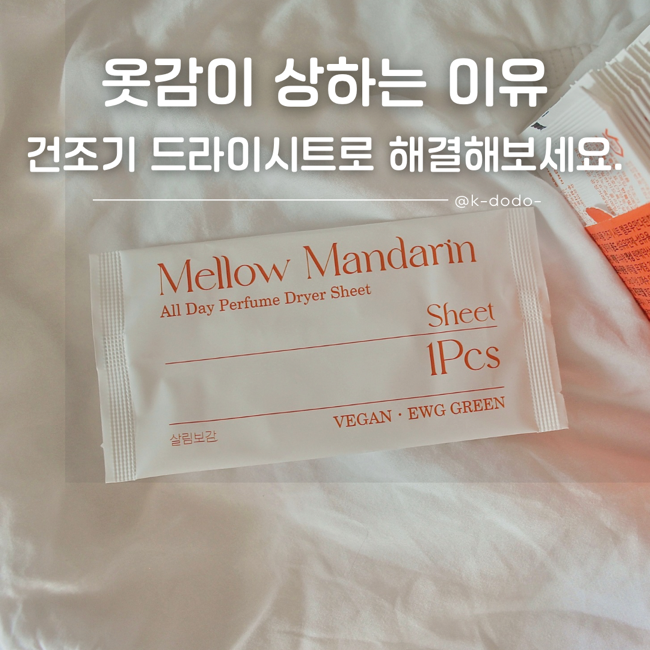 옷감이 상하는 이유
건조기 드라이시트로 해결해보세요.
@k-dodo-
Mellow Mandarin
All Day Perfume Dryer Sheet
Sheet
1Pcs
VEGAN · EWG GREEN
살림보감